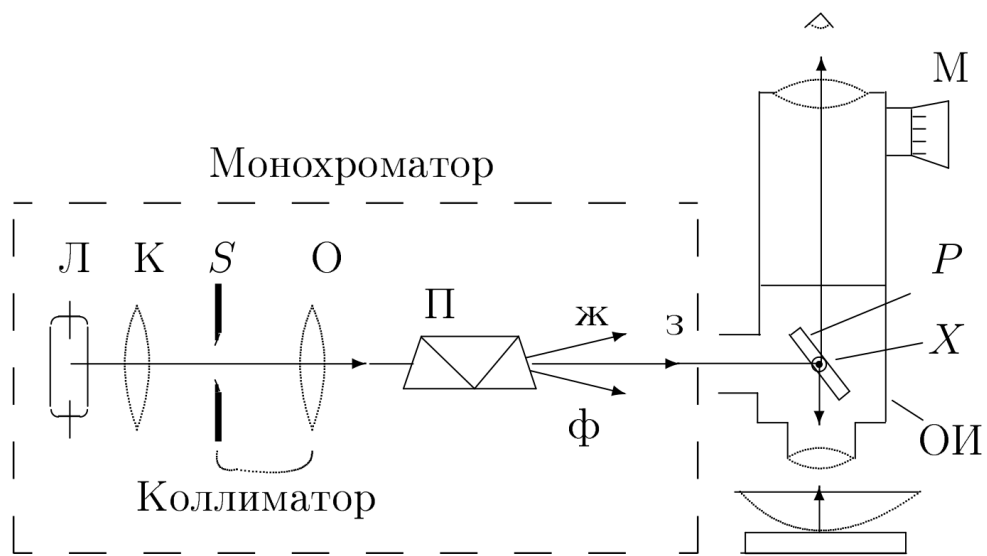 М
Монохроматор
Л К S О
П
ж
з
P
X
ф
ОИ
Коллиматор